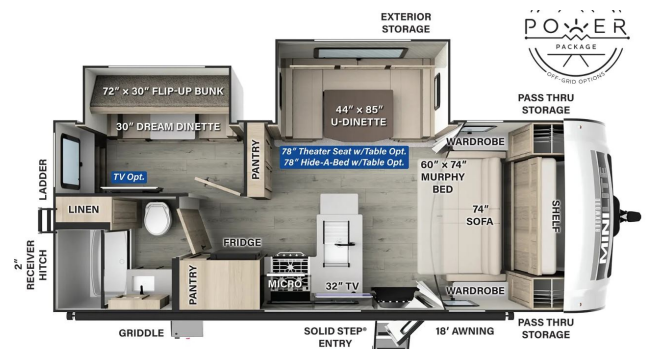 EXTERIOR
STORAGE
POWER
PACKAGE
OFF-GRID OPTIONS
72" × 30" FLIP-UP BUNK
30" DREAM DINETTE
TV Opt.
PANTRY
44" × 85"
U-DINETTE
78" Theater Seat w/Table Opt.
78" Hide-A-Bed w/Table Opt.
PASS THRU
STORAGE
WARDROBE
60" × 74"
MURPHY
BED
74"
SOFA
SHELF
MINI LITE
LADDER
LINEN
2"
RECEIVER
HITCH
FRIDGE
PANTRY
MICRO
32" TV
WARDROBE
GRIDDLE
SOLID STEP®
ENTRY
18' AWNING
PASS THRU
STORAGE